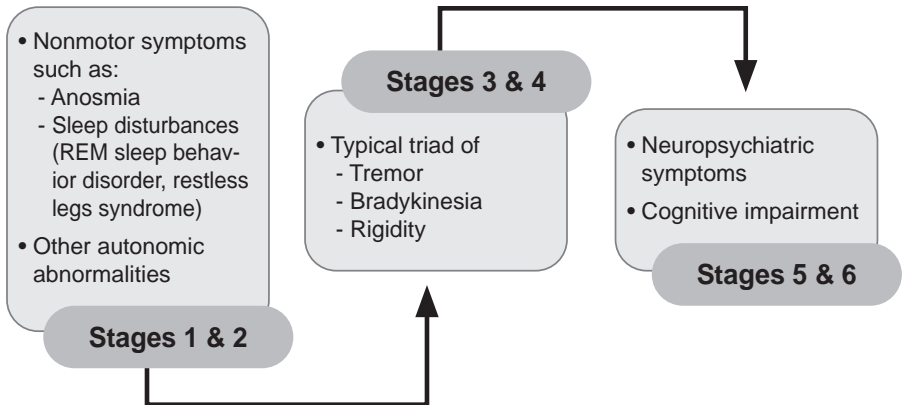 • Nonmotor symptoms
such as:
- Anosmia
- Sleep disturbances
(REM sleep behav-
ior disorder, restless
legs syndrome)
• Other autonomic
abnormalities
Stages 1 & 2
Stages 3 & 4
• Typical triad of
- Tremor
- Bradykinesia
- Rigidity
• Neuropsychiatric
symptoms
• Cognitive impairment
Stages 5 & 6